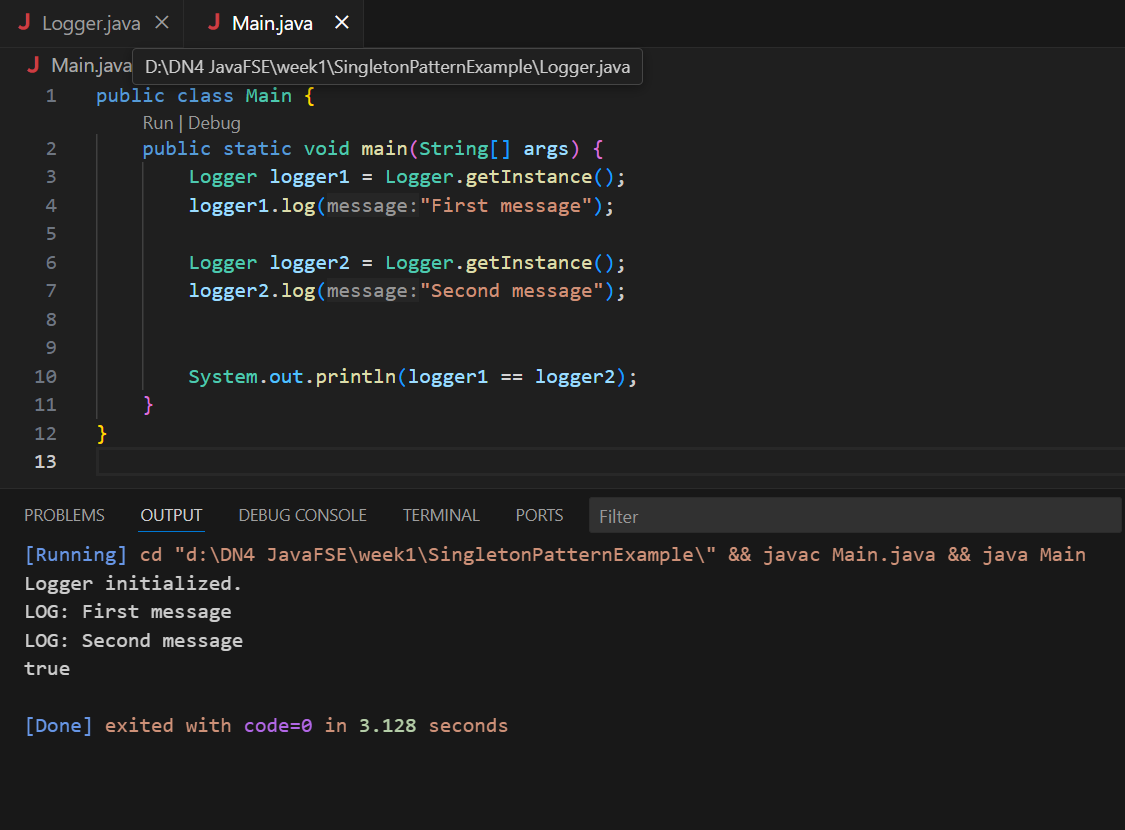 Logger.java
Main.java
Main.java
D:\DN4 JavaFSE\week1\SingletonPatternExample\Logger.java
1 public class Main {
Run | Debug
2 public static void main(String[] args) {
3 Logger logger1 = Logger.getInstance();
4 logger1.log(message:"First message");
5
6 Logger logger2 = Logger.getInstance();
7 logger2.log(message:"Second message");
8
9
10 System.out.println(logger1 == logger2);
11 }
12 }
13
PROBLEMS OUTPUT DEBUG CONSOLE TERMINAL PORTS Filter
[Running] cd "d:\DN4 JavaFSE\week1\SingletonPatternExample\" && javac Main.java && java Main
Logger initialized.
LOG: First message
LOG: Second message
true
[Done] exited with code=0 in 3.128 seconds